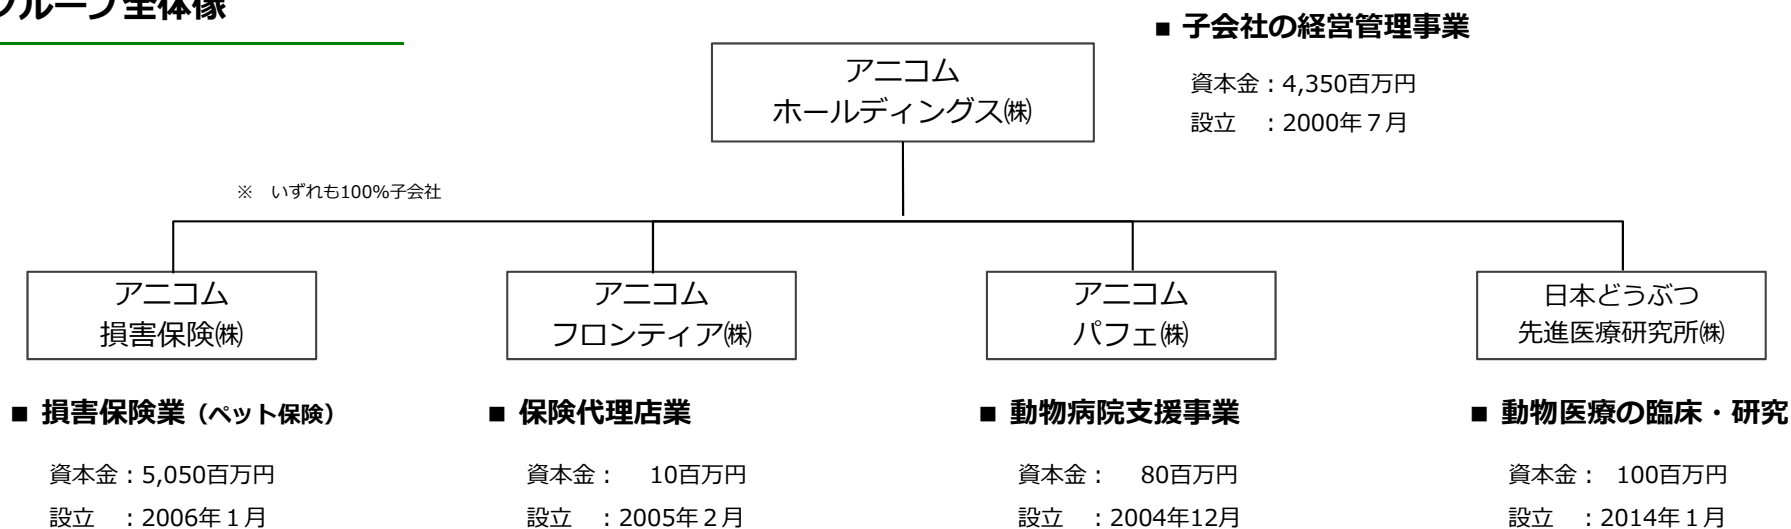 グループ全体像
■ 子会社の経営管理事業
アニコム
ホールディングス㈱
資本金：4,350百万円
設立　：2000年７月
※　いずれも100%子会社
アニコム
損害保険㈱
アニコム
フロンティア㈱
アニコム
パフェ㈱
日本どうぶつ
先進医療研究所㈱
■ 損害保険業（ペット保険）
資本金：5,050百万円
設立　：2006年１月
■ 保険代理店業
資本金：　10百万円
設立　：2005年２月
■ 動物病院支援事業
資本金：　80百万円
設立　：2004年12月
■ 動物医療の臨床・研究
資本金：　100百万円
設立　：2014年１月